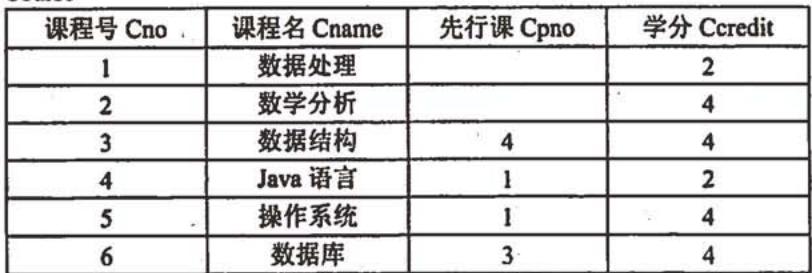 课程号 Cno 课程名 Cname 先行课 Cpno 学分 Ccredit
1 数据处理 2
2 数学分析 4
3 数据结构 4 4
4 Java 语言 1 2
5 操作系统 1 4
6 数据库 3 4